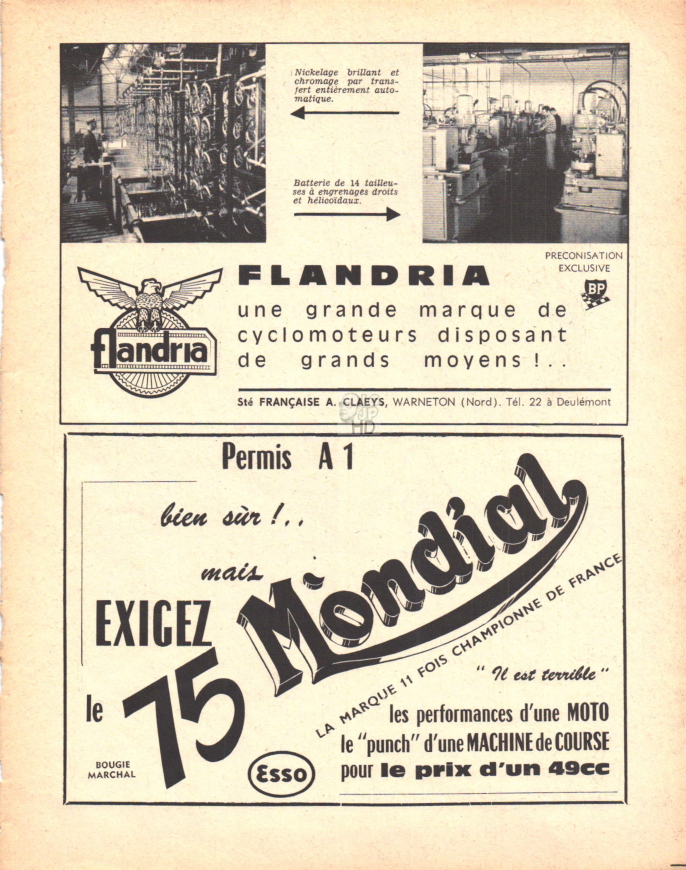 Nickelage brillant et
chromage par trans-
fert entièrement auto-
matique.
Batterie de 14 tailleu-
ses à engrenages droits
et hélicoïdaux.
PRECONISATION
EXCLUSIVE
BP
flandria
FLANDRIA
une grande marque de
cyclomoteurs disposant
de grands moyens !..
Sté FRANÇAISE A. CLAEYS, WARNETON (Nord). Tél. 22 à Deulémont
HD
Permis A 1
bien sùr !..
mais
EXIGEZ
le 75
Mondial
LA MARQUE 11 FOIS CHAMPIONNE DE FRANCE
" Il est terrible "
les performances d'une MOTO
le "punch" d'une MACHINE de COURSE
pour le prix d'un 49cc
BOUGIE
MARCHAL
Esso